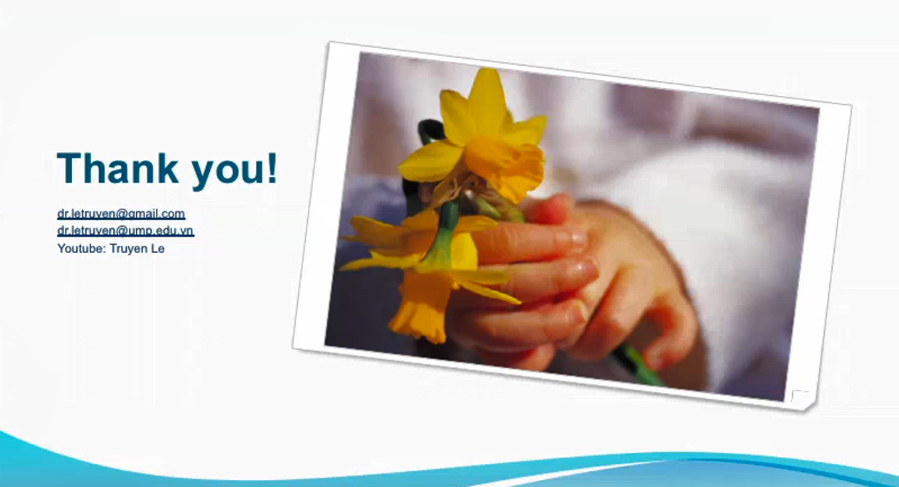 Thank you!
dr.letruyen@gmail.com
dr.letruyen@ump.edu.vn
Youtube: Truyen Le